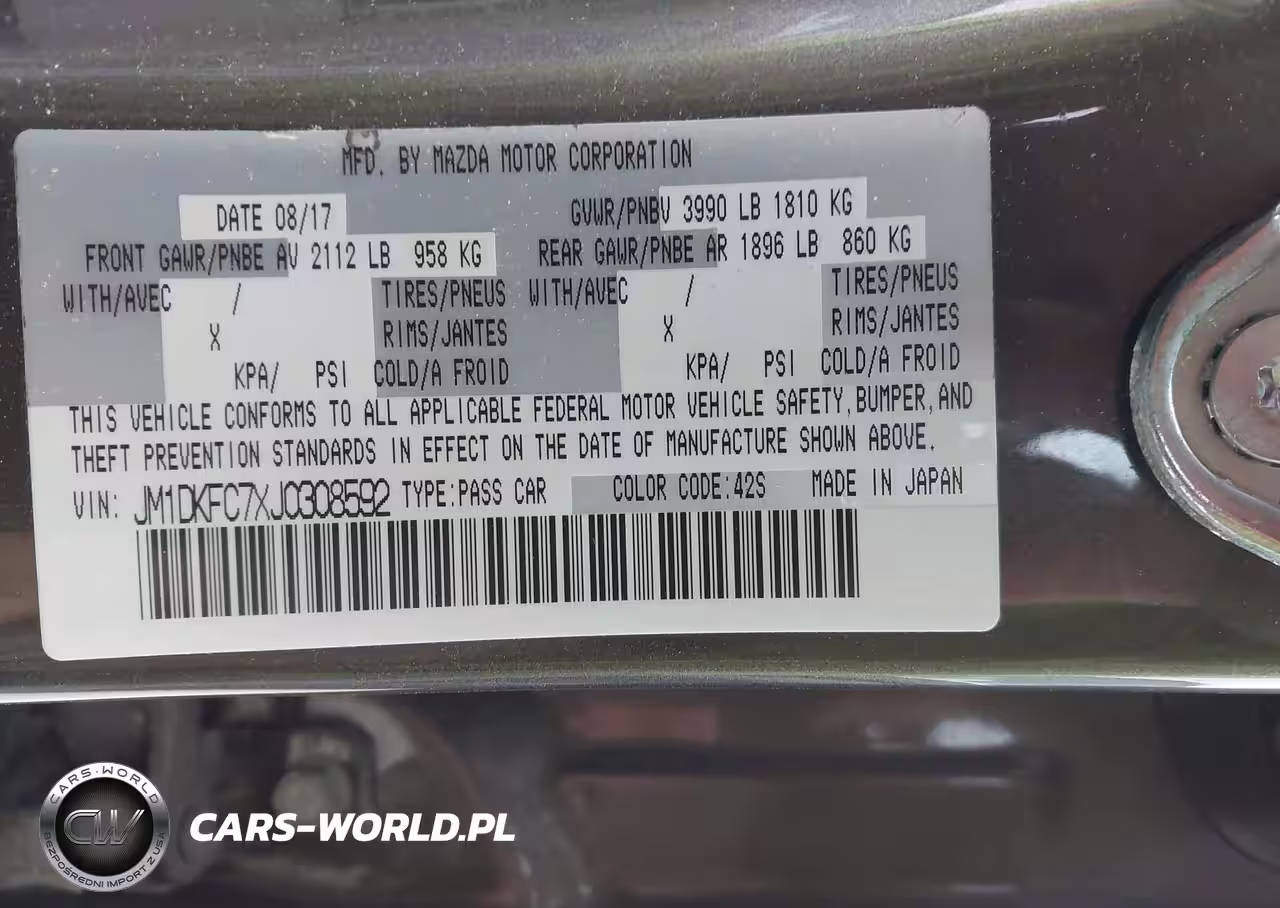 MFD. BY MAZDA MOTOR CORPORATION
DATE 08/17 GVWR/PNBV 3990 LB 1810 KG
FRONT GAWR/PNBE AV 2112 LB 958 KG REAR GAWR/PNBE AR 1896 LB 860 KG
WITH/AVEC / TIRES/PNEUS WITH/AVEC / TIRES/PNEUS
X RIMS/JANTES X RIMS/JANTES
KPA/ PSI COLD/A FROID KPA/ PSI COLD/A FROID
THIS VEHICLE CONFORMS TO ALL APPLICABLE FEDERAL MOTOR VEHICLE SAFETY, BUMPER, AND
THEFT PREVENTION STANDARDS IN EFFECT ON THE DATE OF MANUFACTURE SHOWN ABOVE.
VIN: JM1DKFC7XJ0308592 TYPE:PASS CAR COLOR CODE:42S MADE IN JAPAN
CARS-WORLD
CW
BEZPOŚREDNI IMPORT Z USA
CARS-WORLD.PL